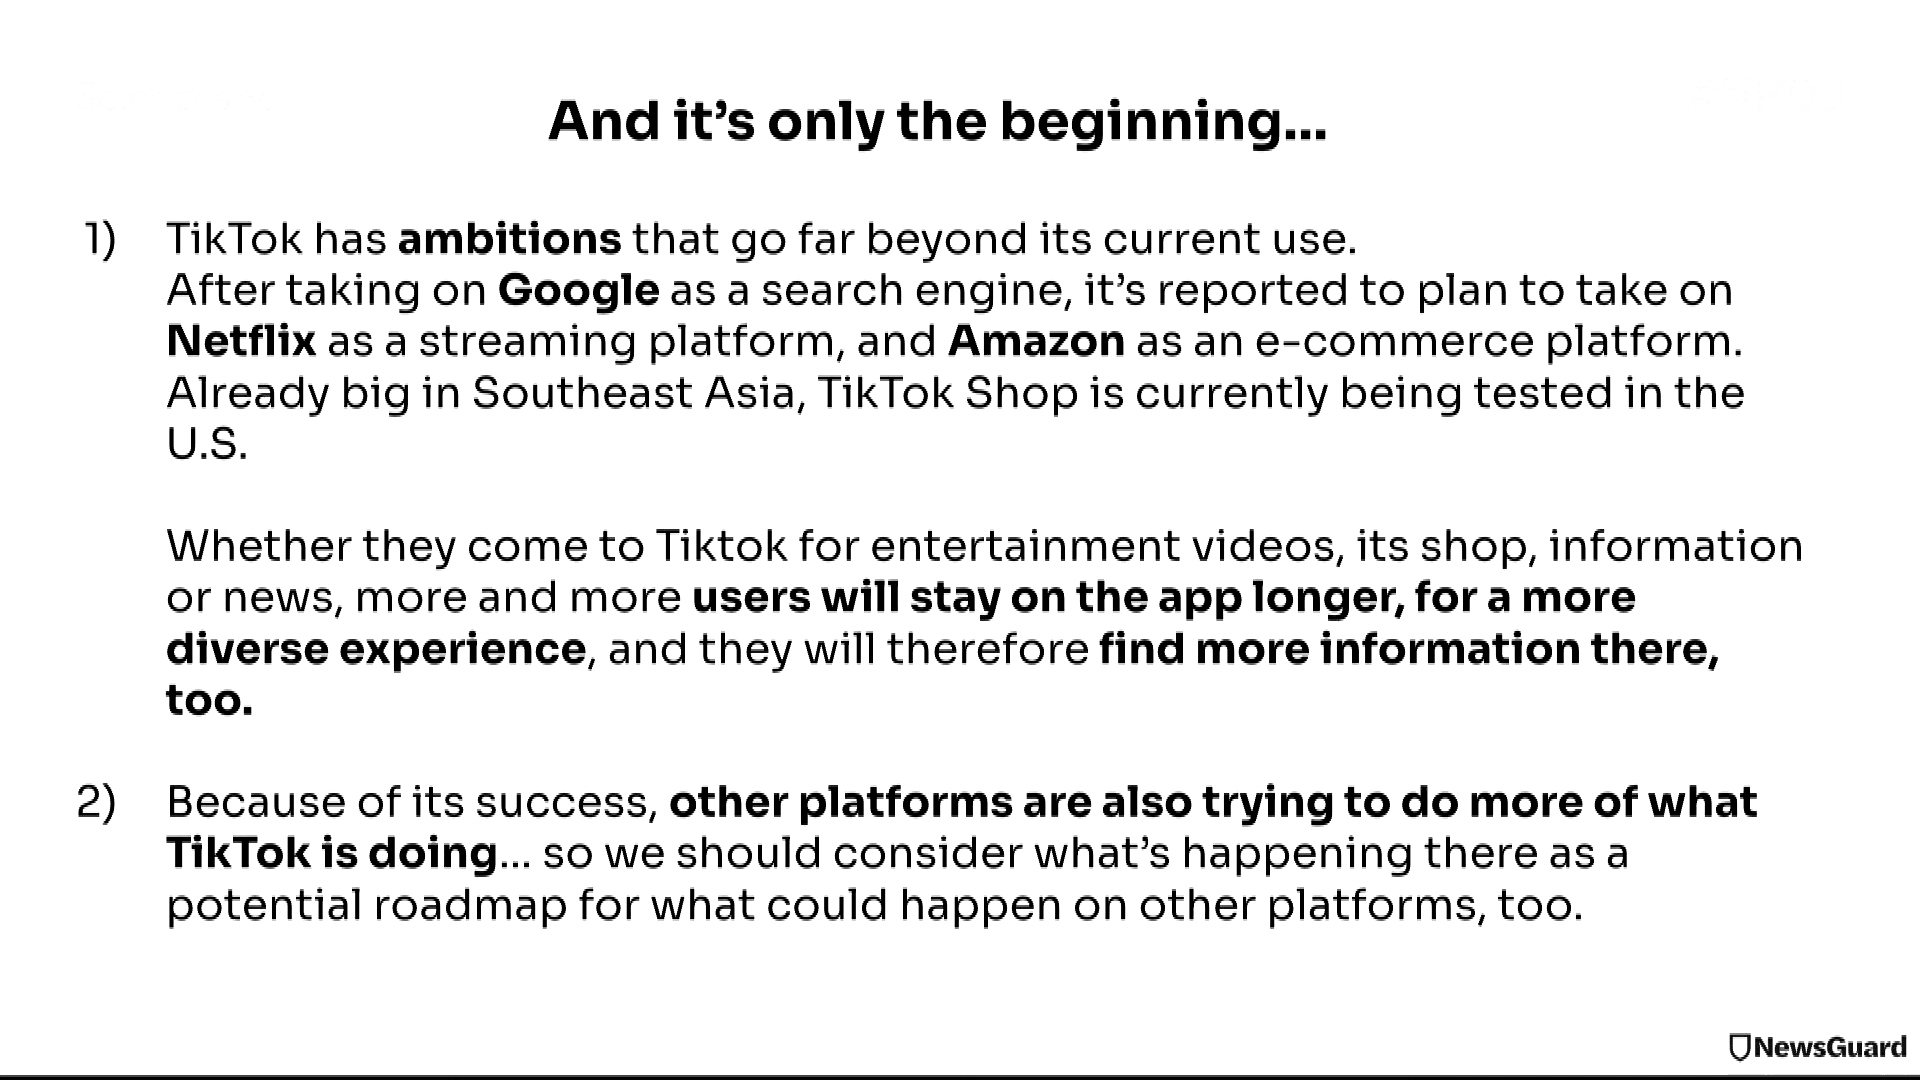 And it’s only the beginning...
1) TikTok has ambitions that go far beyond its current use.
After taking on Google as a search engine, it’s reported to plan to take on
Netflix as a streaming platform, and Amazon as an e-commerce platform.
Already big in Southeast Asia, TikTok Shop is currently being tested in the
U.S.
Whether they come to Tiktok for entertainment videos, its shop, information
or news, more and more users will stay on the app longer, for a more
diverse experience, and they will therefore find more information there,
too.
2) Because of its success, other platforms are also trying to do more of what
TikTok is doing... so we should consider what’s happening there as a
potential roadmap for what could happen on other platforms, too.
NewsGuard